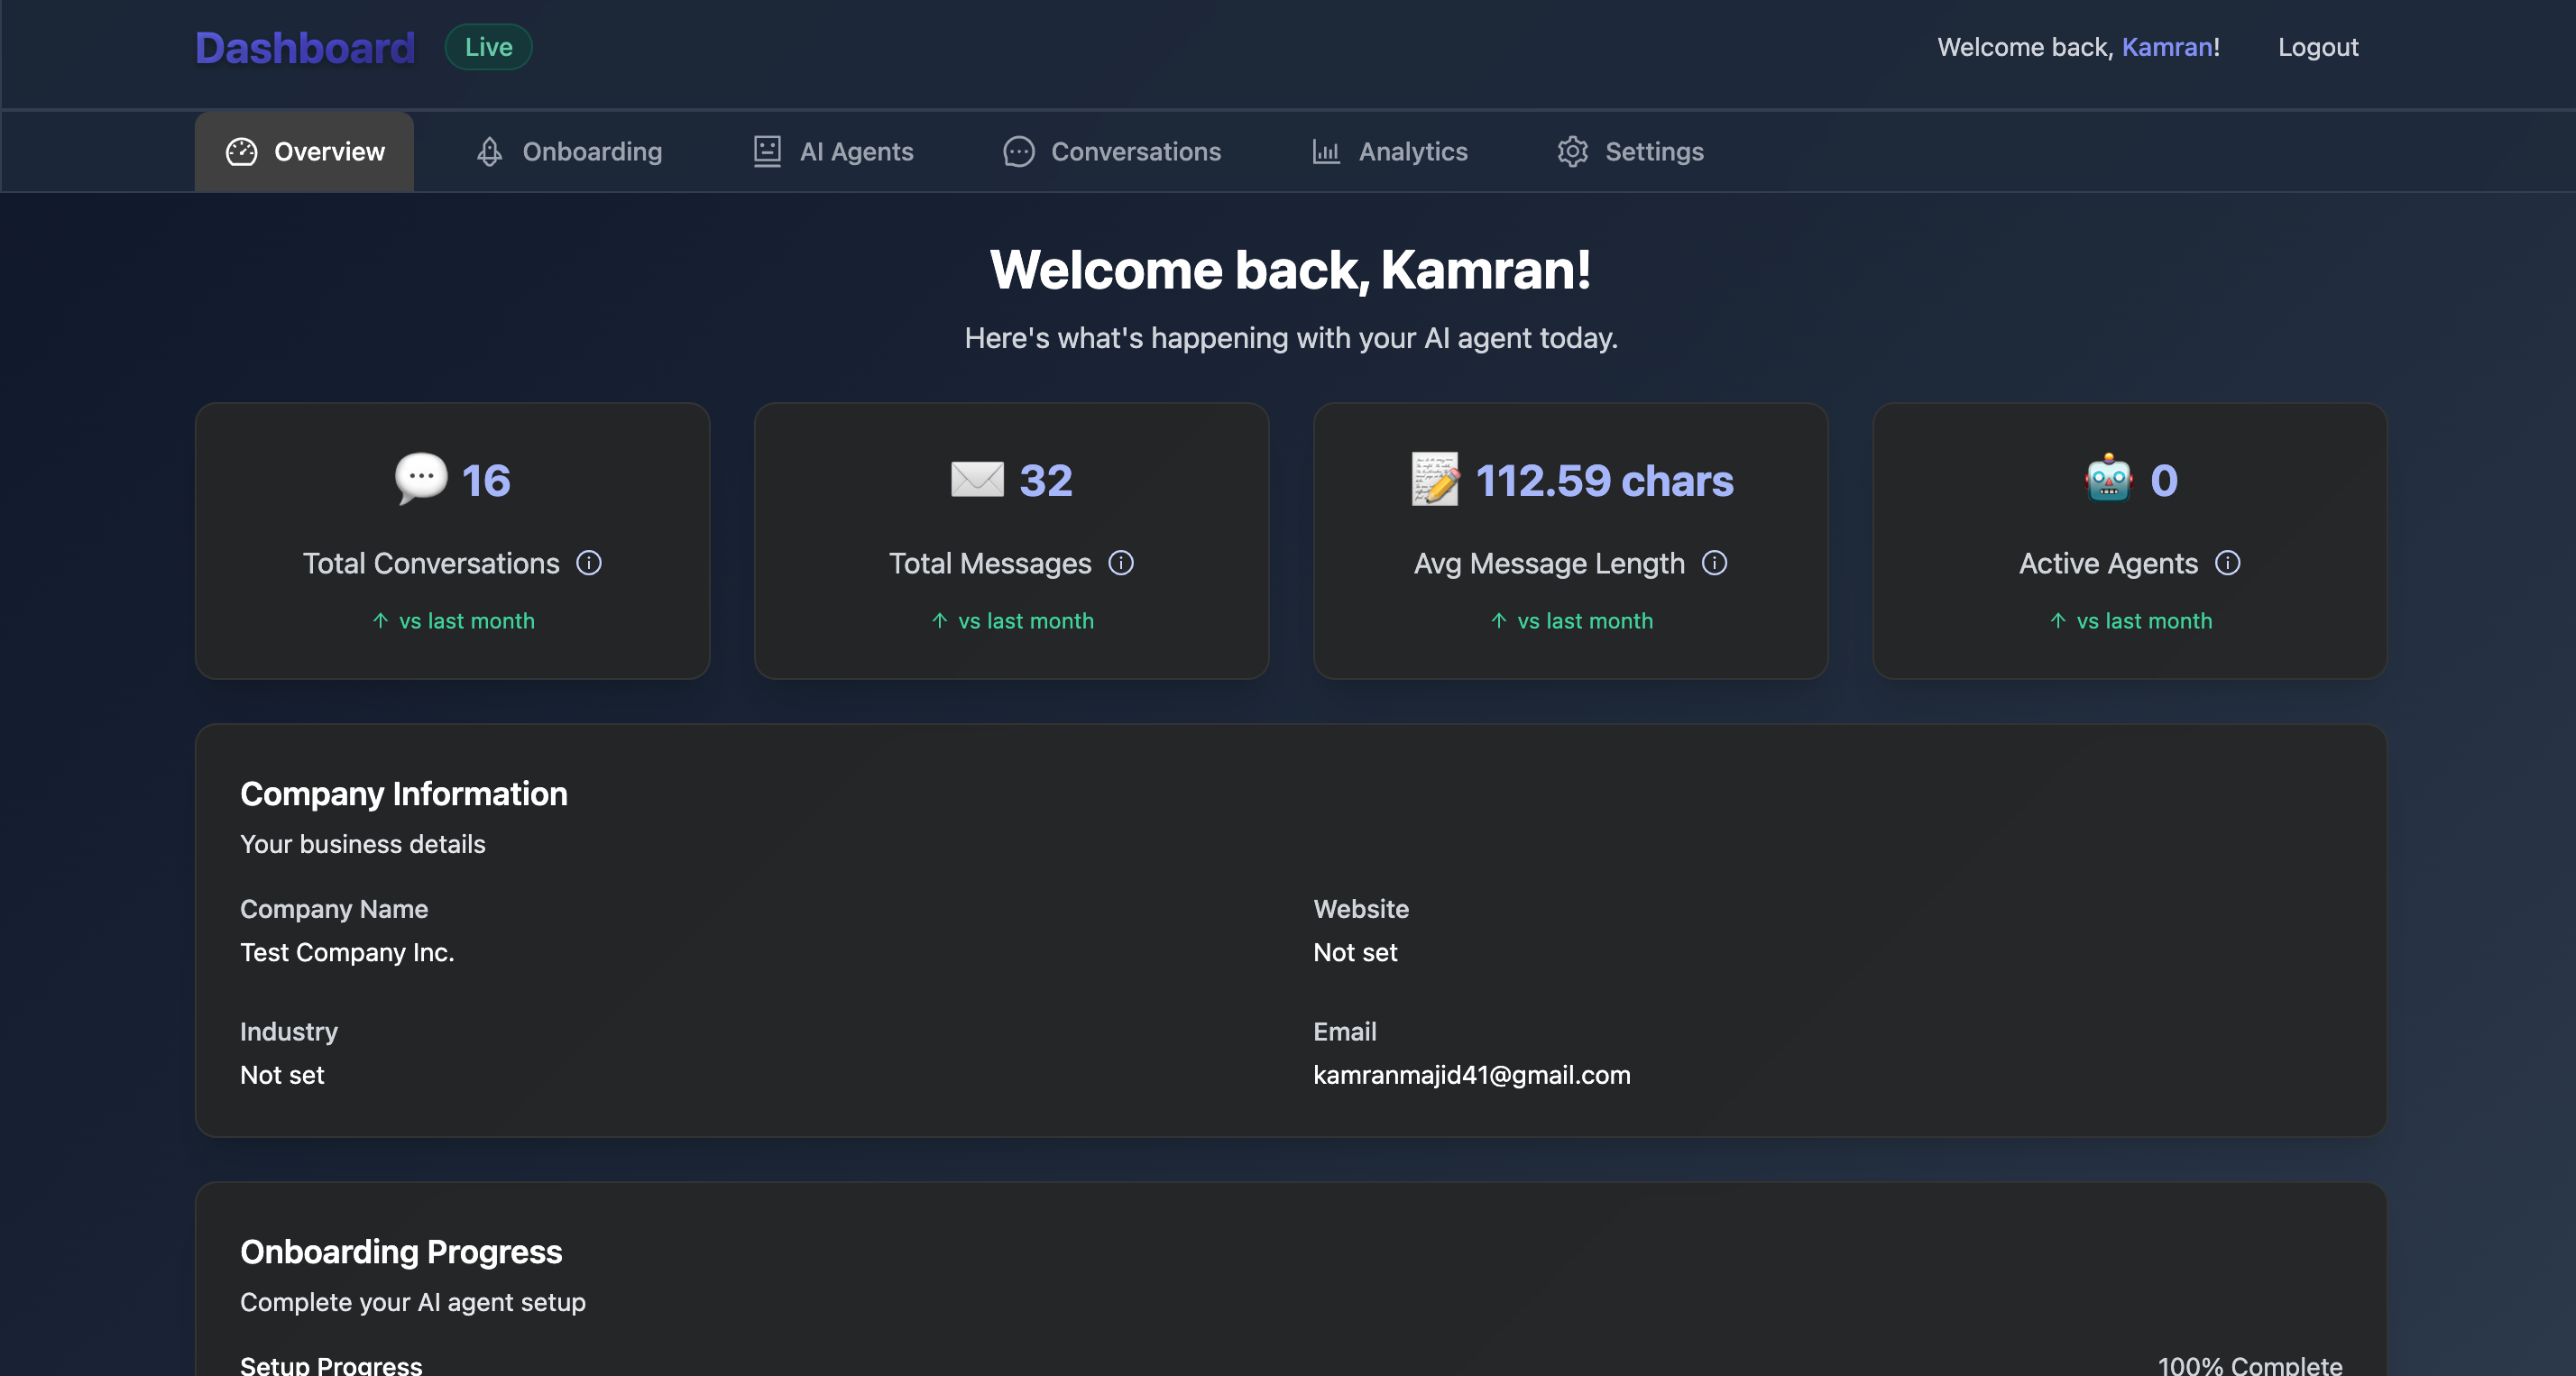 Dashboard Live Welcome back, Kamran! Logout
Overview Onboarding AI Agents Conversations Analytics Settings
Welcome back, Kamran!
Here's what's happening with your AI agent today.
16 32 112.59 chars 0
Total Conversations Total Messages Avg Message Length Active Agents
↑ vs last month ↑ vs last month ↑ vs last month ↑ vs last month
Company Information
Your business details
Company Name Website
Test Company Inc. Not set
Industry Email
Not set kamranmajid41@gmail.com
Onboarding Progress
Complete your AI agent setup
Setup Progress 100% Complete